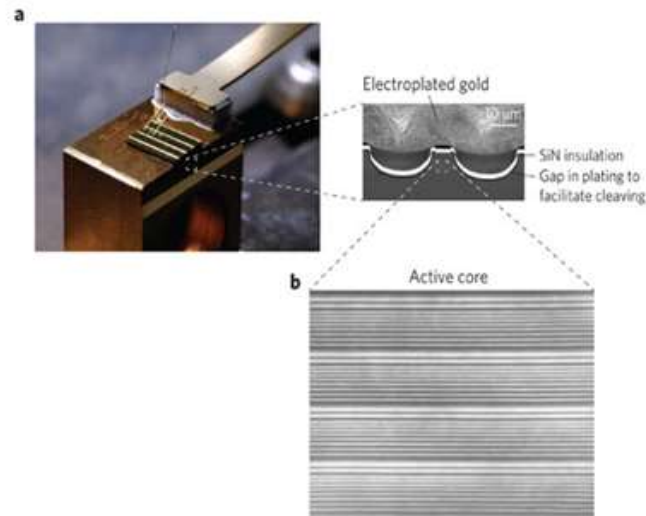 a
Electroplated gold
10 µm
SiN insulation
Gap in plating to
facilitate cleaving
b
Active core